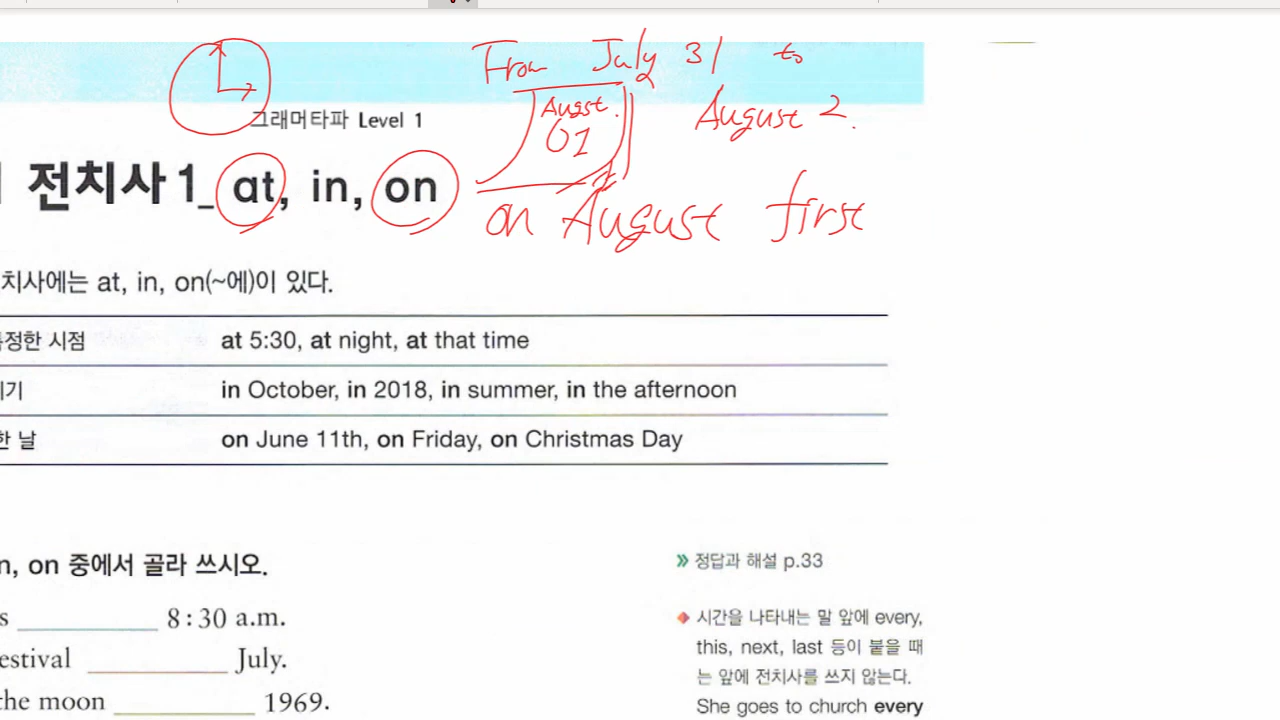 From July 31 to
August 2.
Augst.
01
그래머타파 Level 1
전치사 1_ at, in, on
on August first
치사에는 at, in, on(~에)이 있다.
정한 시점 at 5:30, at night, at that time
기 in October, in 2018, in summer, in the afternoon
한 날 on June 11th, on Friday, on Christmas Day
n, on 중에서 골라 쓰시오.
» 정답과 해설 p.33
s ________ 8:30 a.m.
estival ________ July.
the moon ________ 1969.
시간을 나타내는 말 앞에 every,
this, next, last 등이 붙을 때
는 앞에 전치사를 쓰지 않는다.
She goes to church every